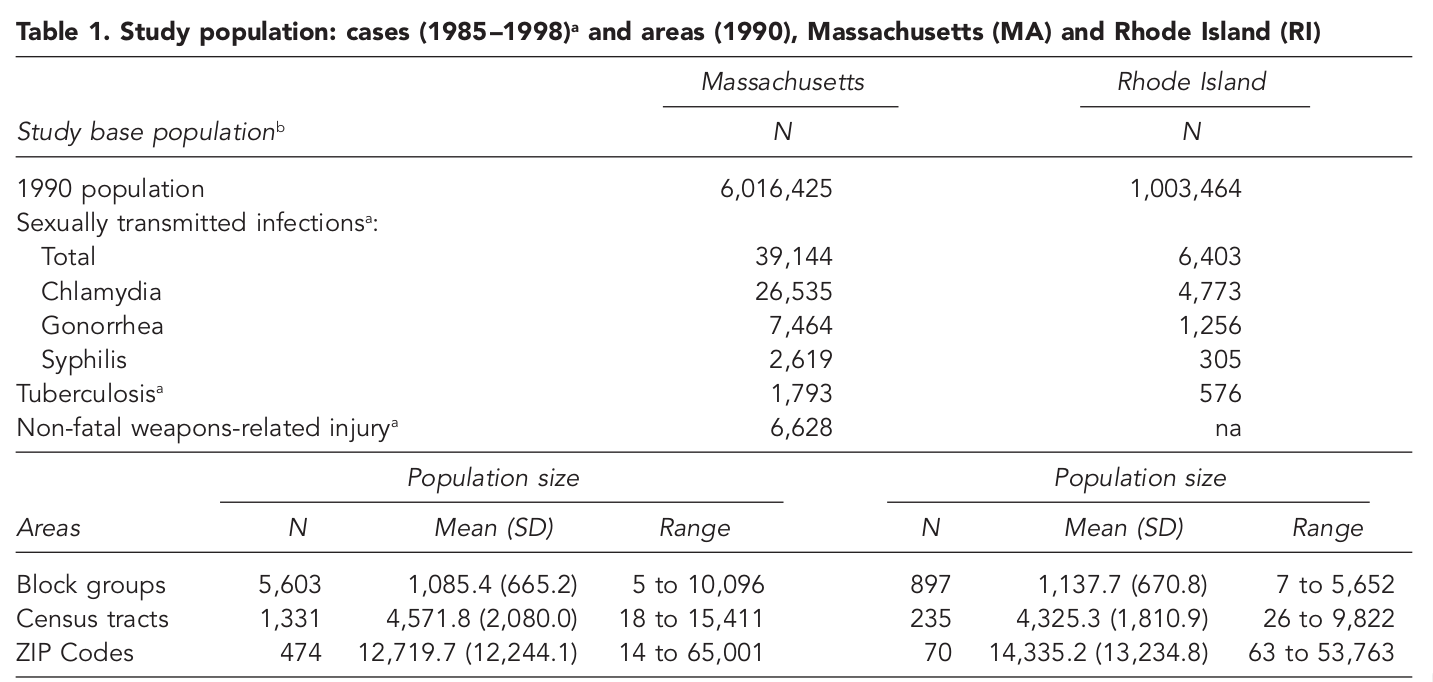 Table 1. Study population: cases (1985–1998)ᵃ and areas (1990), Massachusetts (MA) and Rhode Island (RI)
Massachusetts Rhode Island
Study base populationᵇ N N
1990 population 6,016,425 1,003,464
Sexually transmitted infectionsᵃ:
Total 39,144 6,403
Chlamydia 26,535 4,773
Gonorrhea 7,464 1,256
Syphilis 2,619 305
Tuberculosisᵃ 1,793 576
Non-fatal weapons-related injuryᵃ 6,628 na
Population size Population size
Areas N Mean (SD) Range N Mean (SD) Range
Block groups 5,603 1,085.4 (665.2) 5 to 10,096 897 1,137.7 (670.8) 7 to 5,652
Census tracts 1,331 4,571.8 (2,080.0) 18 to 15,411 235 4,325.3 (1,810.9) 26 to 9,822
ZIP Codes 474 12,719.7 (12,244.1) 14 to 65,001 70 14,335.2 (13,234.8) 63 to 53,763